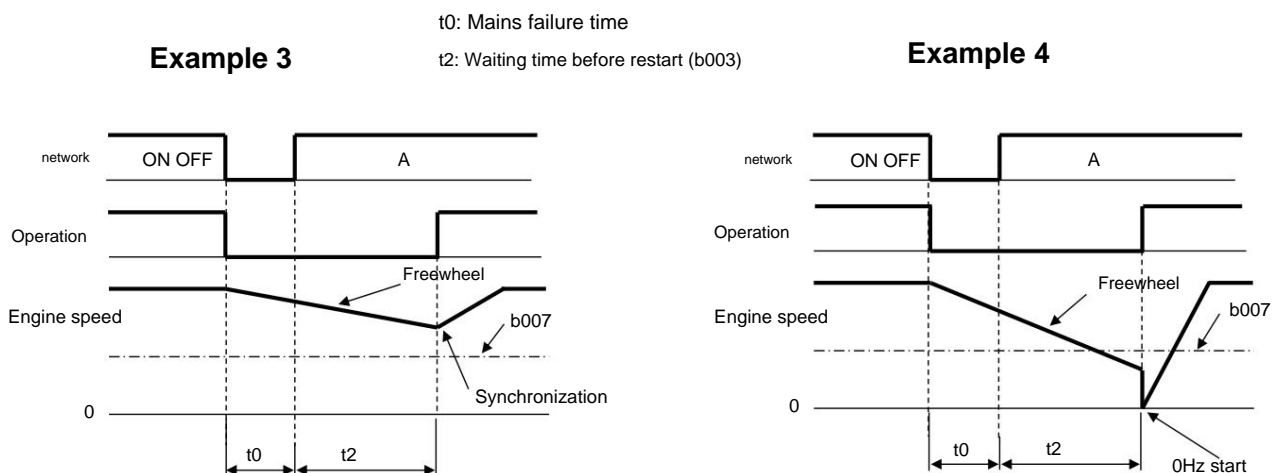 t0: Mains failure time
t2: Waiting time before restart (b003)
Example 3
network
ON OFF
A
Operation
Freewheel
Engine speed
b007
Synchronization
0
t0
t2
Example 4
network
ON OFF
A
Operation
Freewheel
Engine speed
b007
0
t0
t2
0Hz start